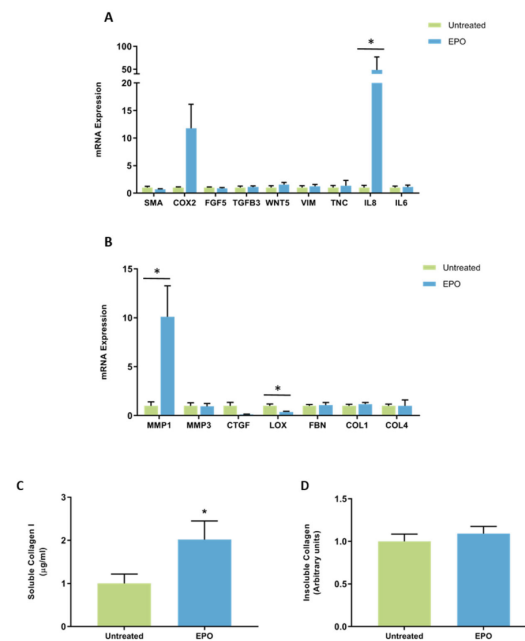 A
Untreated
EPO
*
mRNA Expression
100
50
20
15
10
5
0
SMA COX2 FGF5 TGFB3 WNT5 VIM TNC IL8 IL6
B
Untreated
EPO
*
*
mRNA Expression
15
10
5
0
MMP1 MMP3 CTGF LOX FBN COL1 COL4
C
Soluble Collagen I
(µg/ml)
3
2
1
0
*
Untreated EPO
D
Insoluble Collagen
(Arbitrary units)
1.5
1.0
0.5
0.0
Untreated EPO